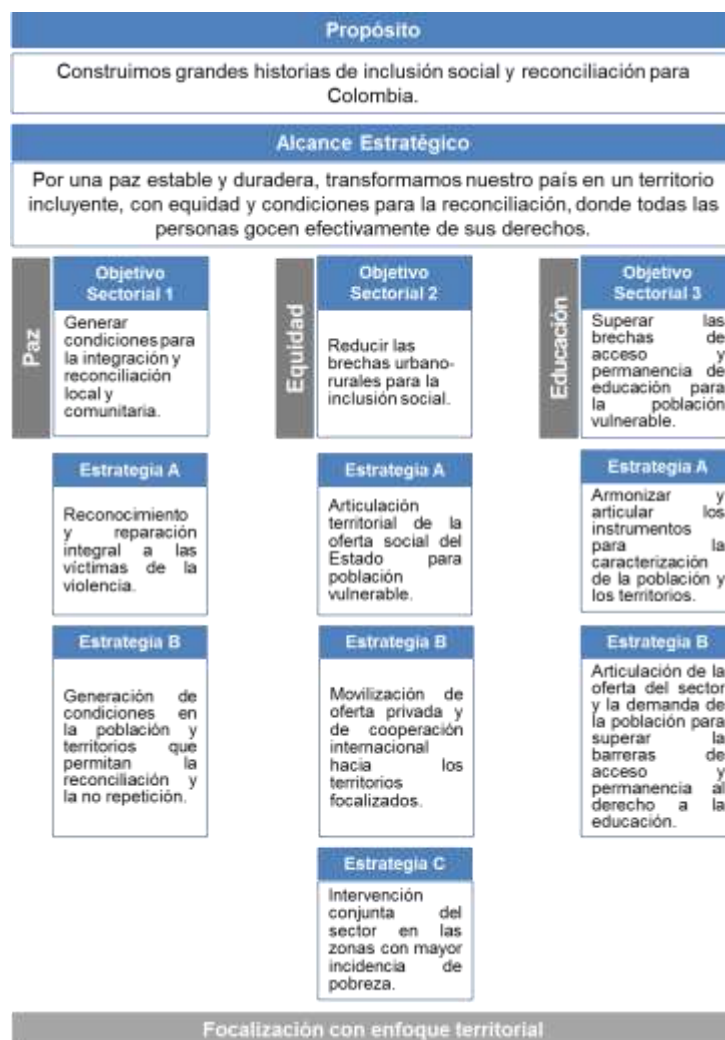 Propósito
Construimos grandes historias de inclusión social y reconciliación para
Colombia.
Alcance Estratégico
Por una paz estable y duradera, transformamos nuestro país en un territorio
incluyente, con equidad y condiciones para la reconciliación, donde todas las
personas gocen efectivamente de sus derechos.
Paz
Objetivo
Sectorial 1
Generar
condiciones para
la integración y
reconciliación
local y
comunitaria.
Estrategia A
Reconocimiento
y reparación
integral a las
víctimas de la
violencia.
Estrategia B
Generación de
condiciones en
la población y
territorios que
permitan la
reconciliación y
la no repetición.
Equidad
Objetivo
Sectorial 2
Reducir las
brechas urbano-
rurales para la
inclusión social.
Estrategia A
Articulación
territorial de la
oferta social del
Estado para
población
vulnerable.
Estrategia B
Movilización de
oferta privada y
de cooperación
internacional
hacia los
territorios
focalizados.
Estrategia C
Intervención
conjunta del
sector en las
zonas con mayor
incidencia de
pobreza.
Educación
Objetivo
Sectorial 3
Superar las
brechas de
acceso y
permanencia de
educación para
la población
vulnerable.
Estrategia A
Armonizar y
articular los
instrumentos
para la
caracterización
de la población y
los territorios.
Estrategia B
Articulación de la
oferta del sector
y la demanda de
la población para
superar la
barreras de
acceso y
permanencia al
derecho a la
educación.
Focalización con enfoque territorial